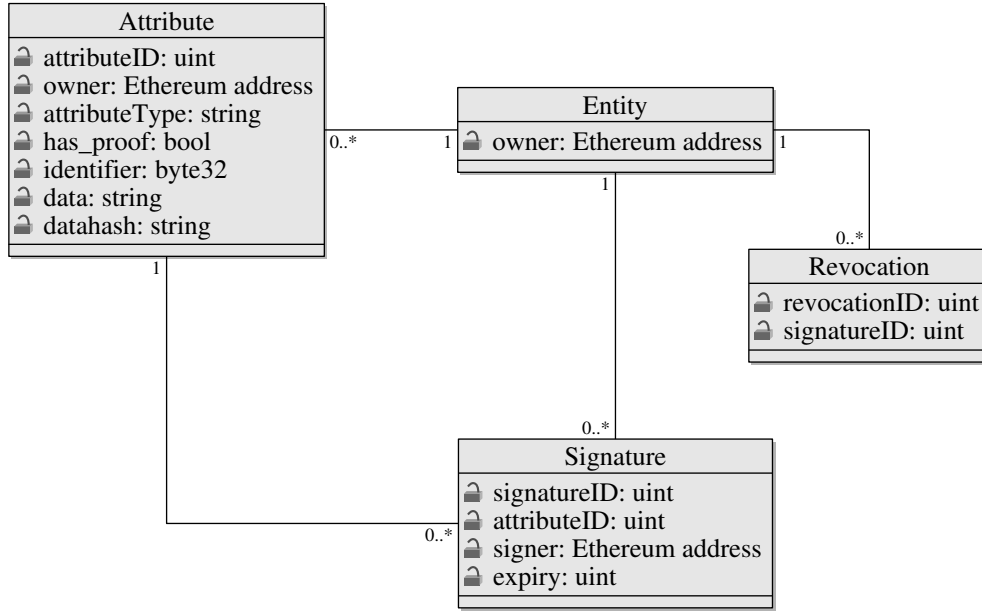 Attribute
attributeID: uint
owner: Ethereum address
attributeType: string
has_proof: bool
identifier: byte32
data: string
datahash: string
0..*
1
Entity
owner: Ethereum address
1
1
0..*
Revocation
revocationID: uint
signatureID: uint
1
0..*
0..*
Signature
signatureID: uint
attributeID: uint
signer: Ethereum address
expiry: uint